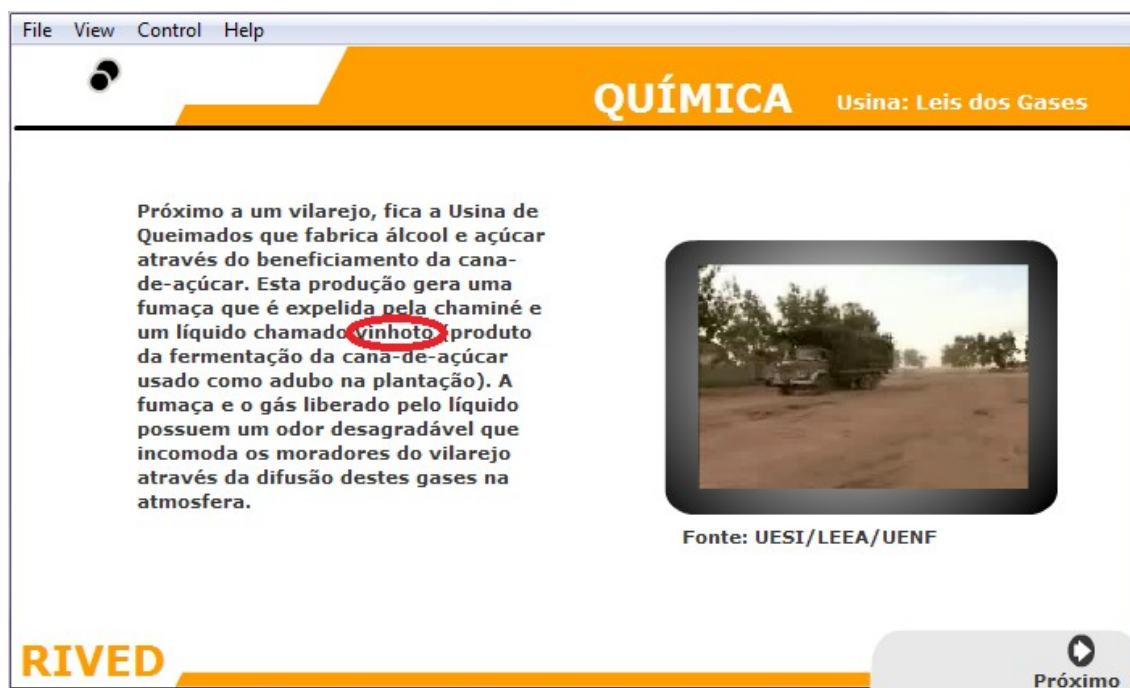 File View Control Help
QUÍMICA Usina: Leis dos Gases
Próximo a um vilarejo, fica a Usina de
Queimados que fabrica álcool e açúcar
através do beneficiamento da cana-
de-açúcar. Esta produção gera uma
fumaça que é expelida pela chaminé e
um líquido chamado vinhoto (produto
da fermentação da cana-de-açúcar
usado como adubo na plantação). A
fumaça e o gás liberado pelo líquido
possuem um odor desagradável que
incomoda os moradores do vilarejo
através da difusão destes gases na
atmosfera.
Fonte: UESI/LEEA/UENF
RIVED
Próximo